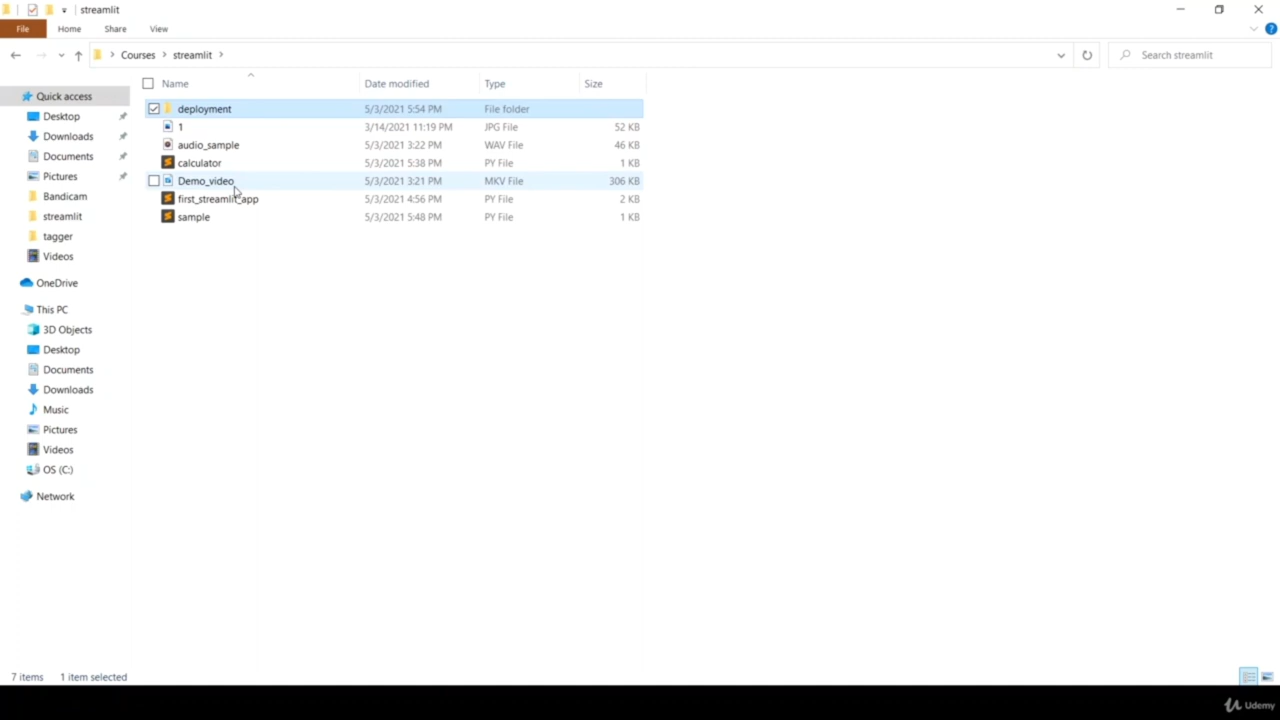 streamlit
File Home Share View
Courses streamlit Search streamlit
Name Date modified Type Size
Quick access
Desktop
Downloads
Documents
Pictures
Bandicam
streamlit
tagger
Videos
OneDrive
This PC
3D Objects
Desktop
Documents
Downloads
Music
Pictures
Videos
OS (C:)
Network
deployment 5/3/2021 5:54 PM File folder
1 3/14/2021 11:19 PM JPG File 52 KB
audio_sample 5/3/2021 3:22 PM WAV File 46 KB
calculator 5/3/2021 5:38 PM PY File 1 KB
Demo_video 5/3/2021 3:21 PM MKV File 306 KB
first_streamlit_app 5/3/2021 4:56 PM PY File 2 KB
sample 5/3/2021 5:48 PM PY File 1 KB
7 items 1 item selected
Udemy